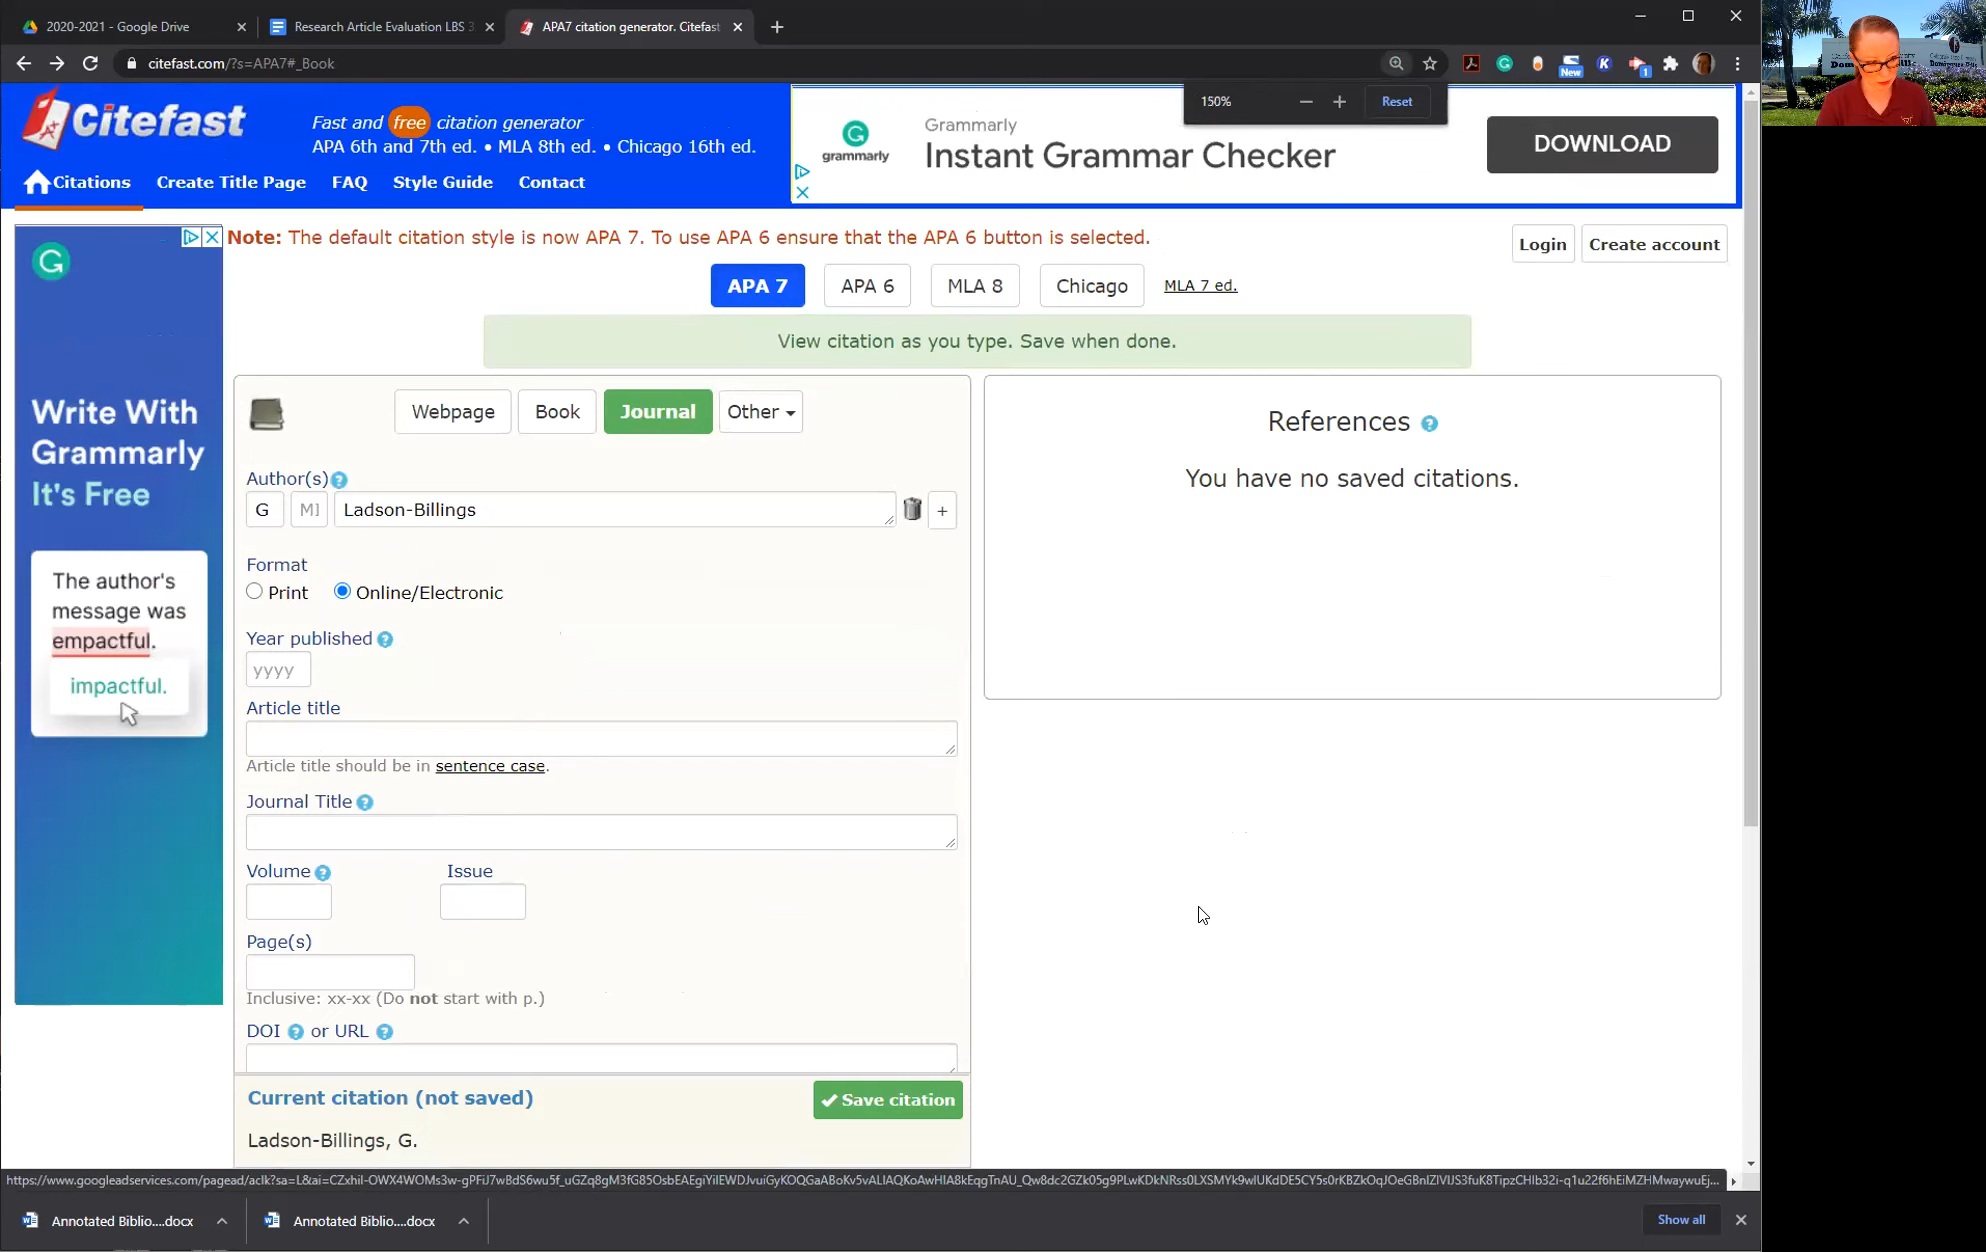 2020-2021 - Google Drive
Research Article Evaluation LBS 3
APA7 citation generator. Citefast
citefast.com/?s=APA7#_Book
New
K
1
150%
Reset
Citefast
Fast and free citation generator
APA 6th and 7th ed. • MLA 8th ed. • Chicago 16th ed.
Citations
Create Title Page
FAQ
Style Guide
Contact
grammarly
Grammarly
Instant Grammar Checker
DOWNLOAD
Note: The default citation style is now APA 7. To use APA 6 ensure that the APA 6 button is selected.
Login
Create account
APA 7
APA 6
MLA 8
Chicago
MLA 7 ed.
View citation as you type. Save when done.
Write With
Grammarly
It's Free
The author's
message was
empactful.
impactful.
Webpage
Book
Journal
Other
Author(s)
G
MI
Ladson-Billings
+
Format
Print
Online/Electronic
Year published
yyyy
Article title
Article title should be in sentence case.
Journal Title
Volume
Issue
Page(s)
Inclusive: xx-xx (Do not start with p.)
DOI ? or URL ?
Current citation (not saved)
Save citation
Ladson-Billings, G.
References ?
You have no saved citations.
Annotated Biblio....docx
Annotated Biblio....docx
Show all